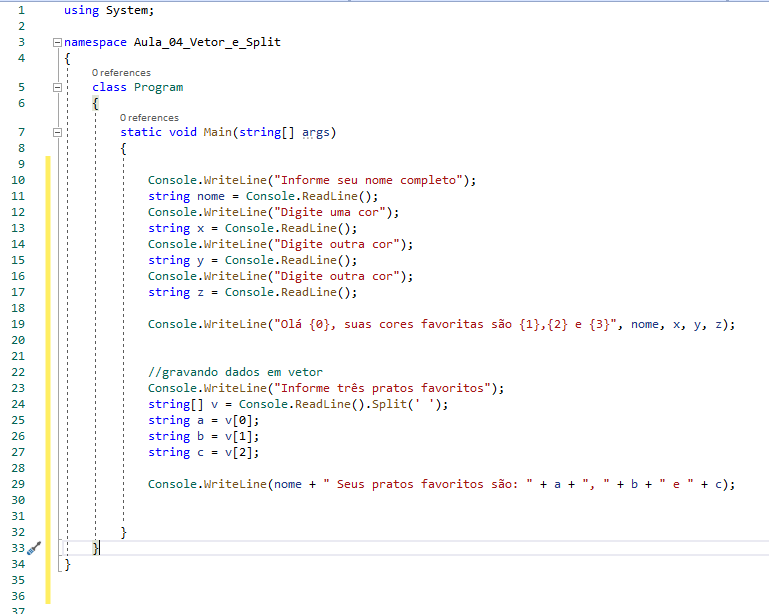 1 using System;
2
3 namespace Aula_04_Vetor_e_Split
4 {
0 references
5 class Program
6 {
0 references
7 static void Main(string[] args)
8 {
9
10 Console.WriteLine("Informe seu nome completo");
11 string nome = Console.ReadLine();
12 Console.WriteLine("Digite uma cor");
13 string x = Console.ReadLine();
14 Console.WriteLine("Digite outra cor");
15 string y = Console.ReadLine();
16 Console.WriteLine("Digite outra cor");
17 string z = Console.ReadLine();
18
19 Console.WriteLine("Olá {0}, suas cores favoritas são {1},{2} e {3}", nome, x, y, z);
20
21
22 //gravando dados em vetor
23 Console.WriteLine("Informe três pratos favoritos");
24 string[] v = Console.ReadLine().Split(' ');
25 string a = v[0];
26 string b = v[1];
27 string c = v[2];
28
29 Console.WriteLine(nome + " Seus pratos favoritos são: " + a + ", " + b + " e " + c);
30
31
32 }
33 }
34 }
35
36
37